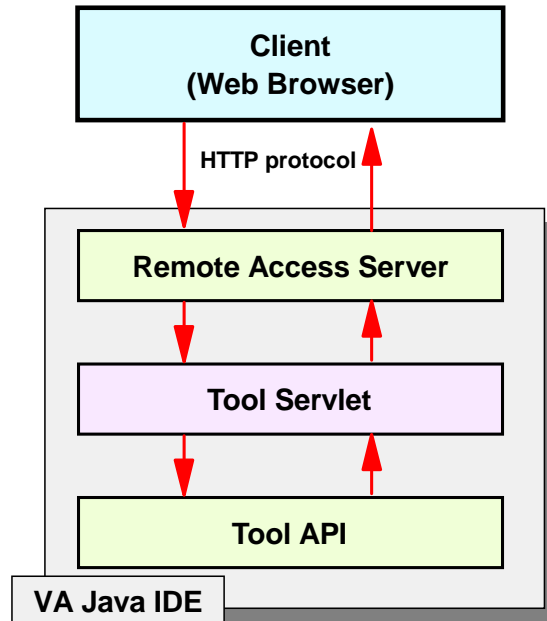 Client
(Web Browser)
HTTP protocol
Remote Access Server
Tool Servlet
Tool API
VA Java IDE